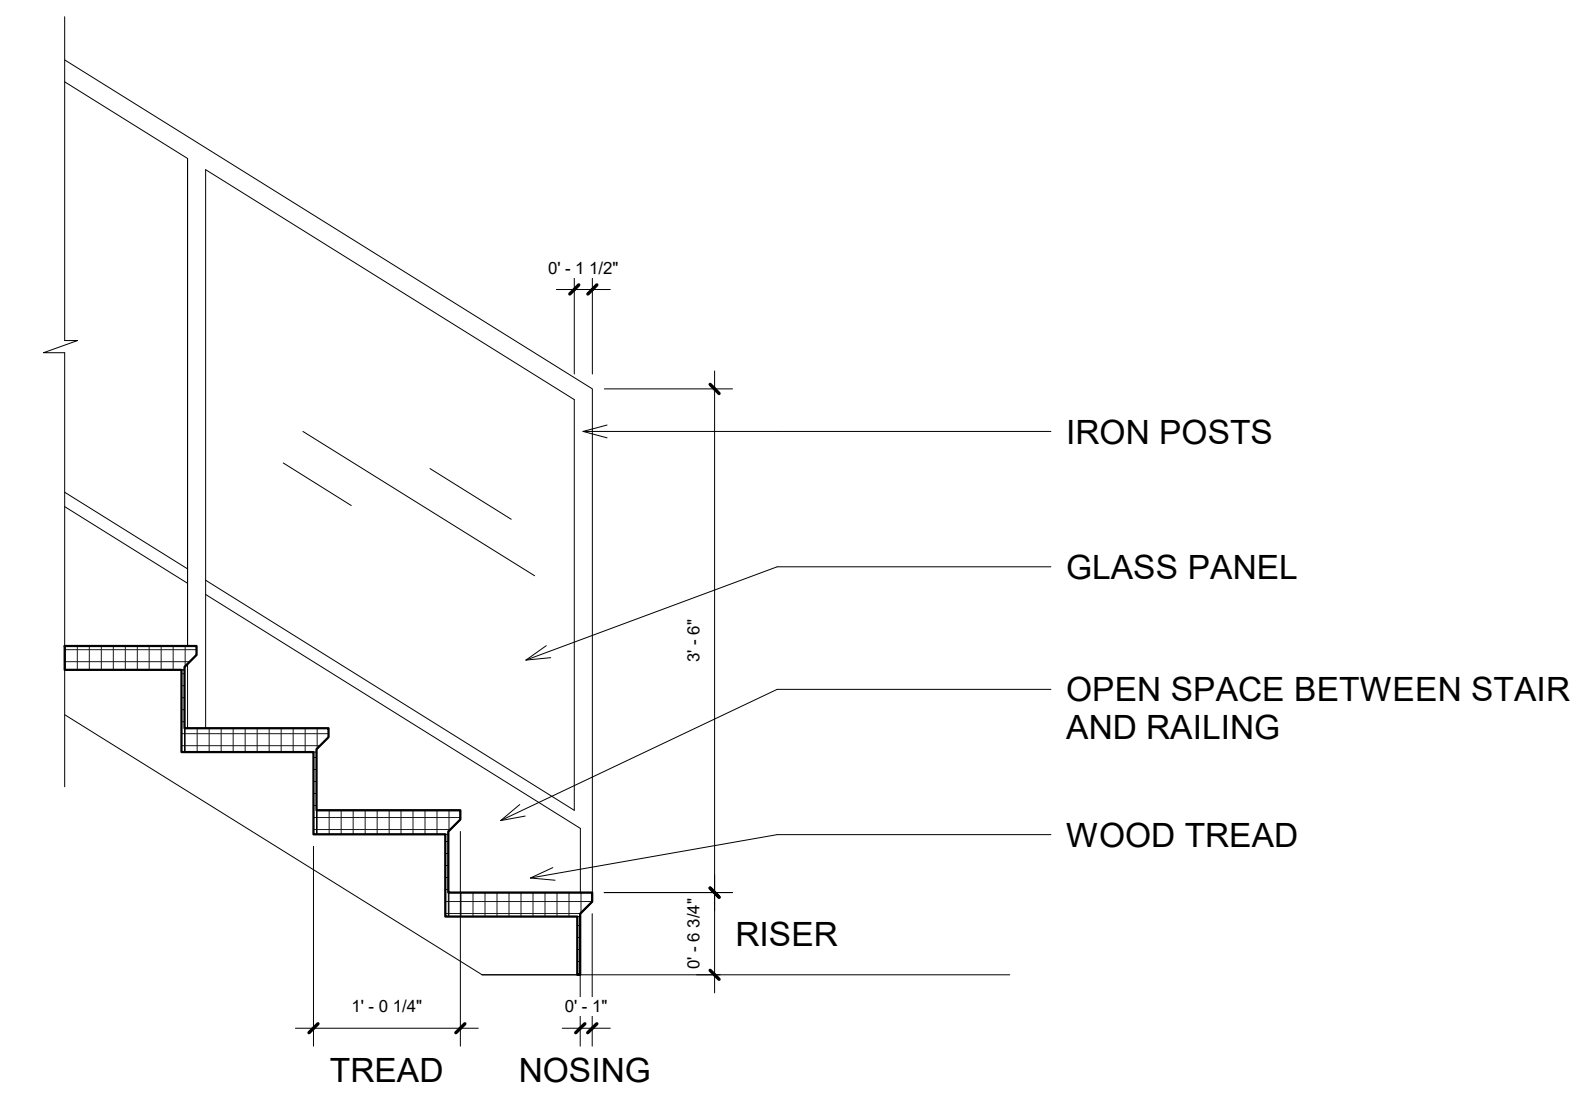 0' - 1 1/2"
IRON POSTS
GLASS PANEL
3' - 6"
OPEN SPACE BETWEEN STAIR
AND RAILING
WOOD TREAD
0' - 6 3/4"
RISER
1' - 0 1/4"
0' - 1"
TREAD
NOSING